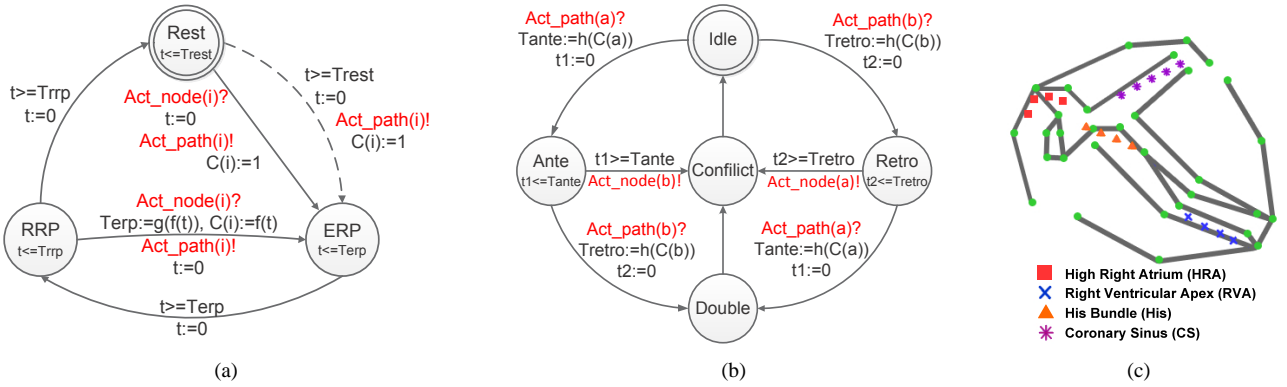 Rest
t<=Trest
t>=Trrp
t:=0
Act_node(i)?
t:=0
Act_path(i)!
C(i):=1
t>=Trest
t:=0
Act_path(i)!
C(i):=1
RRP
t<=Trrp
Act_node(i)?
Terp:=g(f(t)), C(i):=f(t)
Act_path(i)!
t:=0
ERP
t<=Terp
t>=Terp
t:=0
(a)
Act_path(a)?
Tante:=h(C(a))
t1:=0
Idle
Act_path(b)?
Tretro:=h(C(b))
t2:=0
Ante
t1<=Tante
t1>=Tante
Act_node(b)!
Confilict
t2>=Tretro
Act_node(a)!
Retro
t2<=Tretro
Act_path(b)?
Tretro:=h(C(b))
t2:=0
Act_path(a)?
Tante:=h(C(a))
t1:=0
Double
(b)
High Right Atrium (HRA)
Right Ventricular Apex (RVA)
His Bundle (His)
Coronary Sinus (CS)
(c)